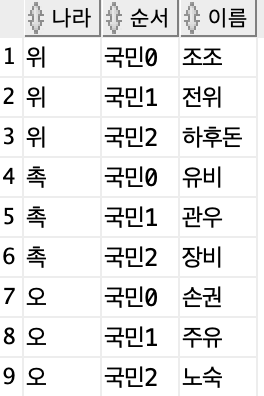 나라 순서 이름
1 위 국민0 조조
2 위 국민1 전위
3 위 국민2 하후돈
4 촉 국민0 유비
5 촉 국민1 관우
6 촉 국민2 장비
7 오 국민0 손권
8 오 국민1 주유
9 오 국민2 노숙